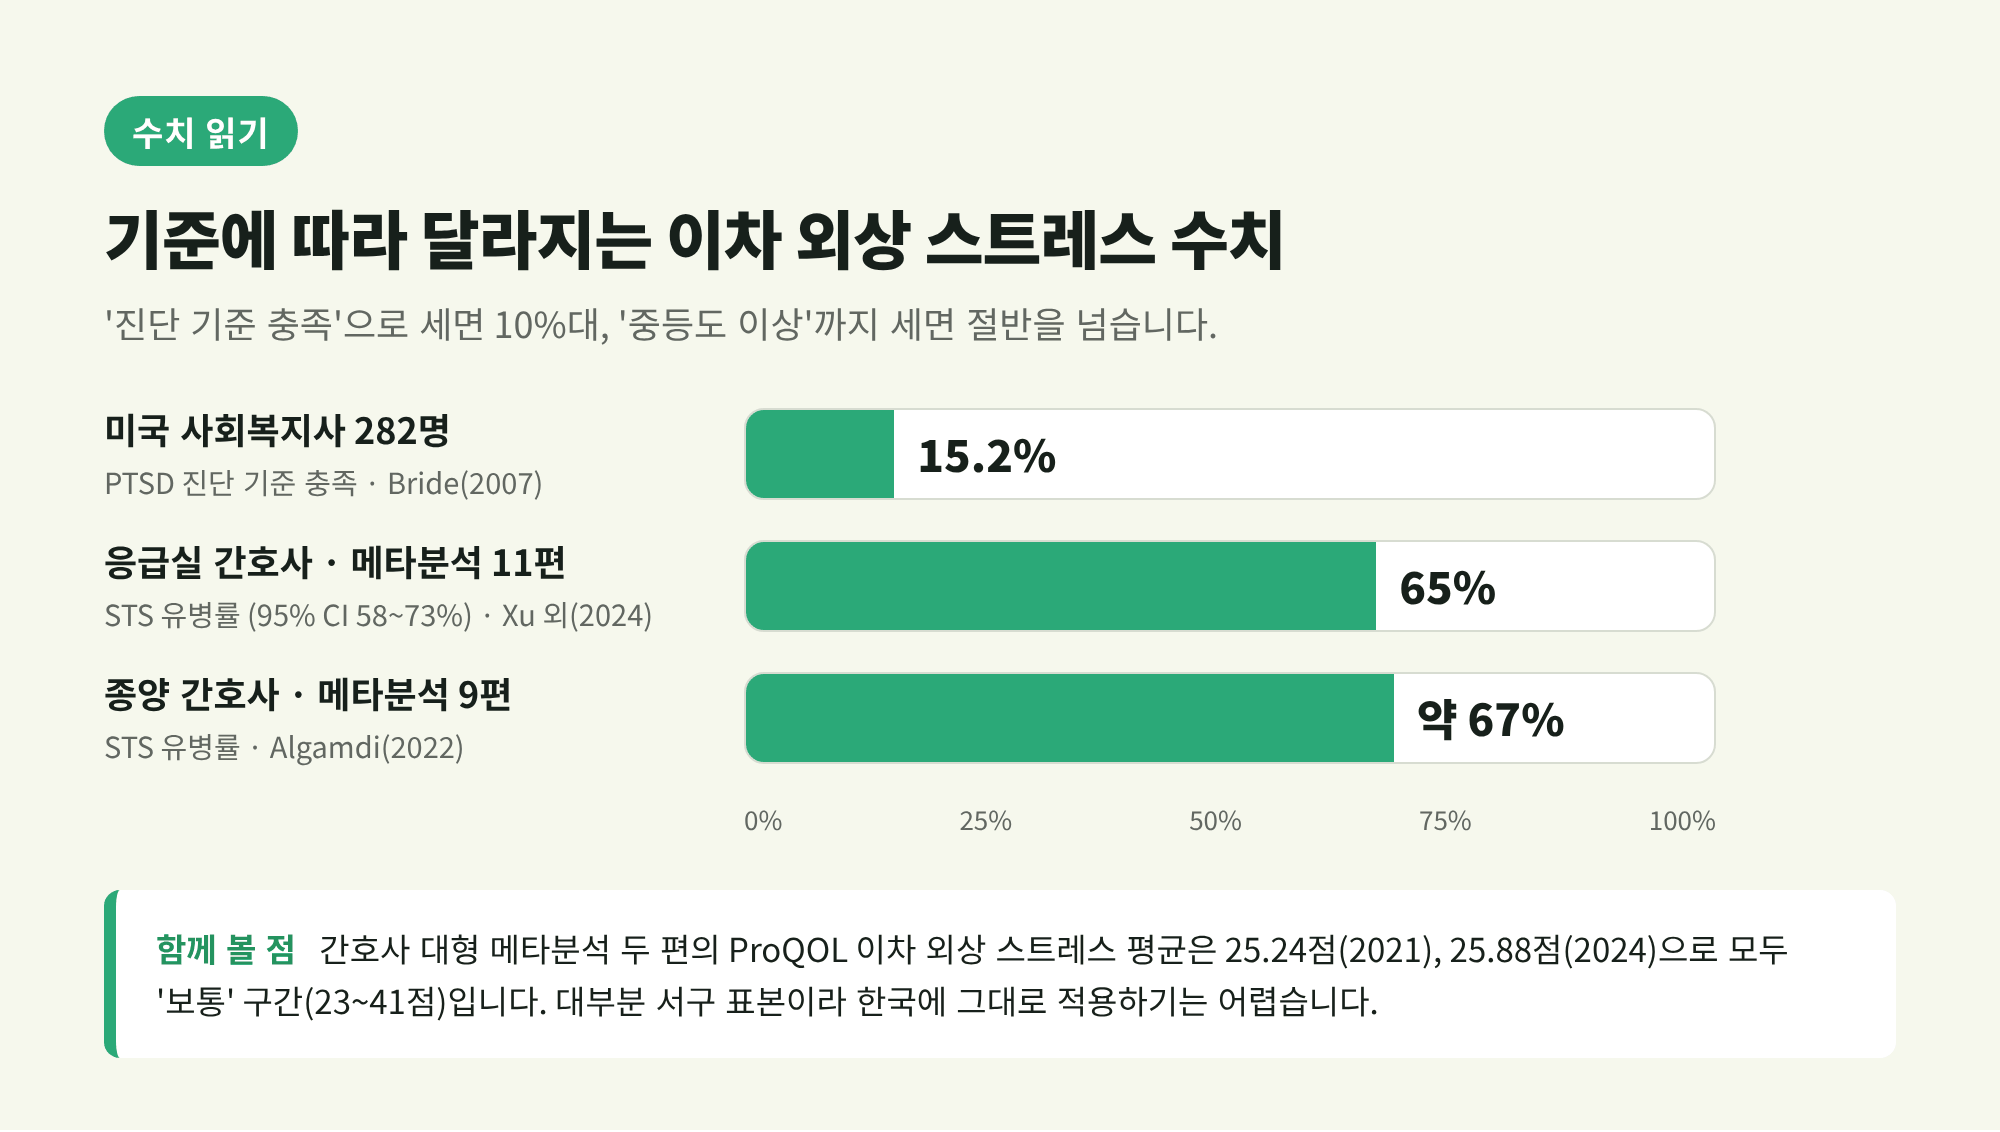 수치 읽기
기준에 따라 달라지는 이차 외상 스트레스 수치
'진단 기준 충족'으로 세면 10%대, '중등도 이상'까지 세면 절반을 넘습니다.
미국 사회복지사 282명
PTSD 진단 기준 충족 · Bride(2007)
15.2%
응급실 간호사 · 메타분석 11편
STS 유병률 (95% CI 58~73%) · Xu 외(2024)
65%
종양 간호사 · 메타분석 9편
STS 유병률 · Algamdi(2022)
약 67%
0% 25% 50% 75% 100%
함께 볼 점 간호사 대형 메타분석 두 편의 ProQOL 이차 외상 스트레스 평균은 25.24점(2021), 25.88점(2024)으로 모두
'보통' 구간(23~41점)입니다. 대부분 서구 표본이라 한국에 그대로 적용하기는 어렵습니다.